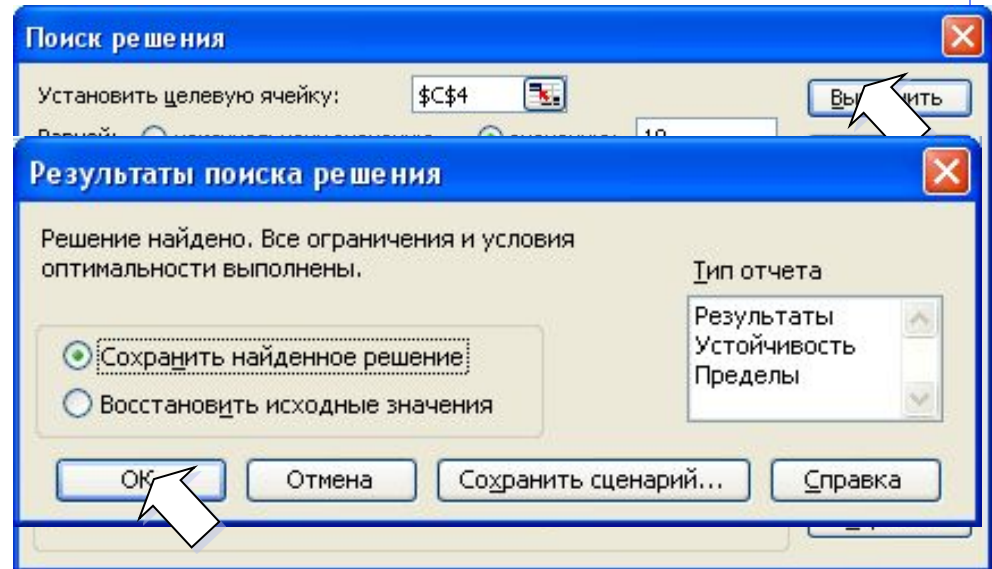 Поиск решения
Установить целевую ячейку: $C$4
Результаты поиска решения
Решение найдено. Все ограничения и условия
оптимальности выполнены.
Тип отчета
Результаты
Устойчивость
Пределы
Сохранить найденное решение
Восстановить исходные значения
ОК Отмена Сохранить сценарий... Справка